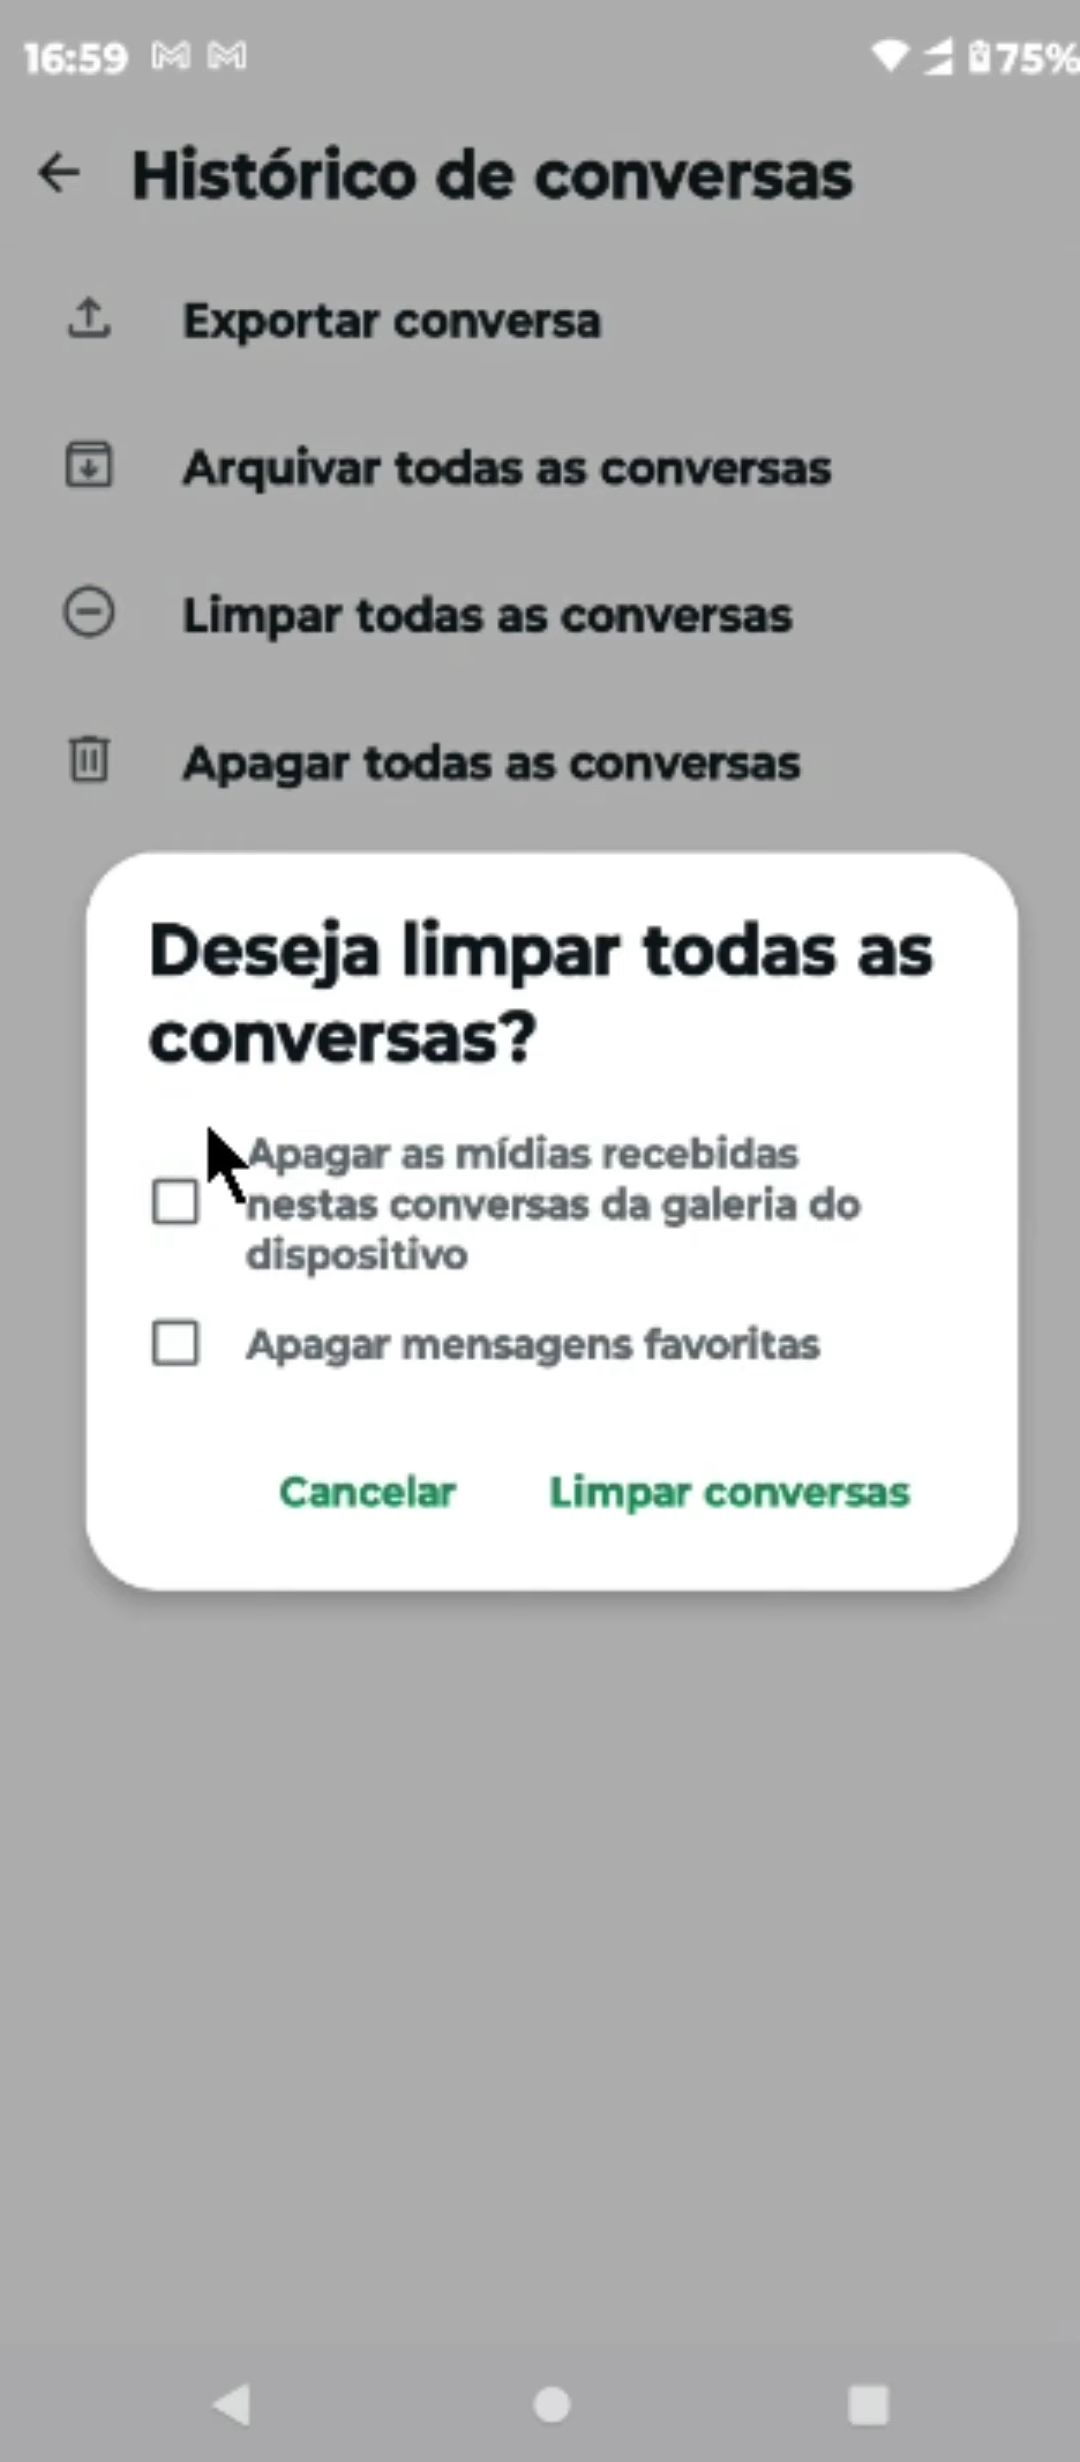 16:59 75%
Histórico de conversas
Exportar conversa
Arquivar todas as conversas
Limpar todas as conversas
Apagar todas as conversas
Deseja limpar todas as
conversas?
Apagar as mídias recebidas
nestas conversas da galeria do
dispositivo
Apagar mensagens favoritas
Cancelar Limpar conversas